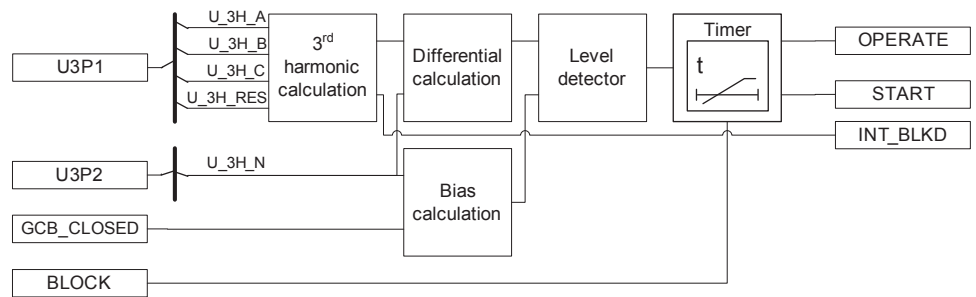 U3P1
U_3H_A
U_3H_B
U_3H_C
U_3H_RES
3rd
harmonic
calculation
Differential
calculation
Level
detector
Timer
t
OPERATE
START
INT_BLKD
U3P2
U_3H_N
Bias
calculation
GCB_CLOSED
BLOCK